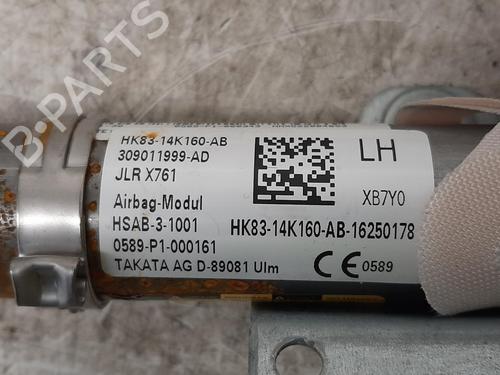 B-PARTS
HK83-14K160-AB
309011999-AD
JLR X761
Airbag-Modul
HSAB-3-1001
0589-P1-000161
TAKATA AG D-89081 Ulm
LH
XB7Y0
HK83-14K160-AB-16250178
CE 0589